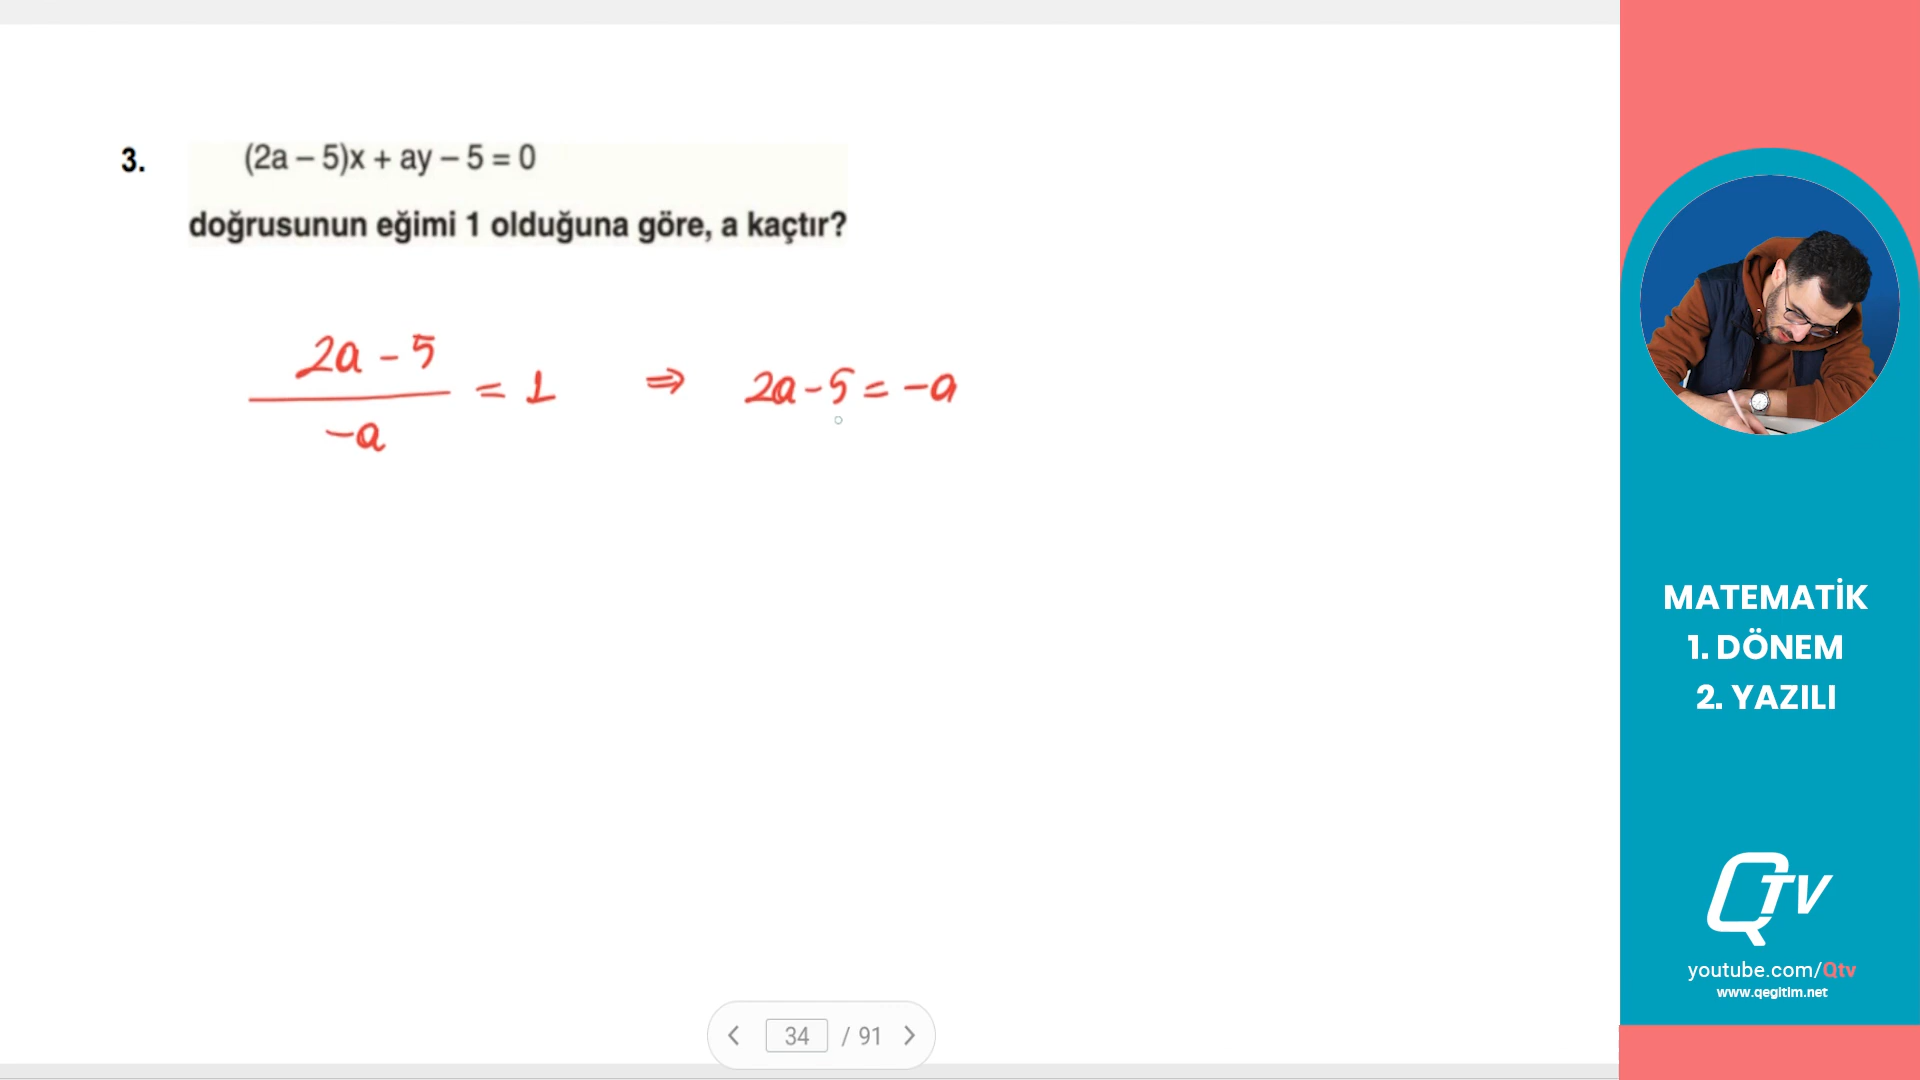 3. (2a – 5)x + ay – 5 = 0
doğrusunun eğimi 1 olduğuna göre, a kaçtır?
2a - 5
/ -a = 1 ⇒ 2a - 5 = -a
MATEMATİK
1. DÖNEM
2. YAZILI
QTV
youtube.com/Qtv
www.qegitim.net
34 / 91